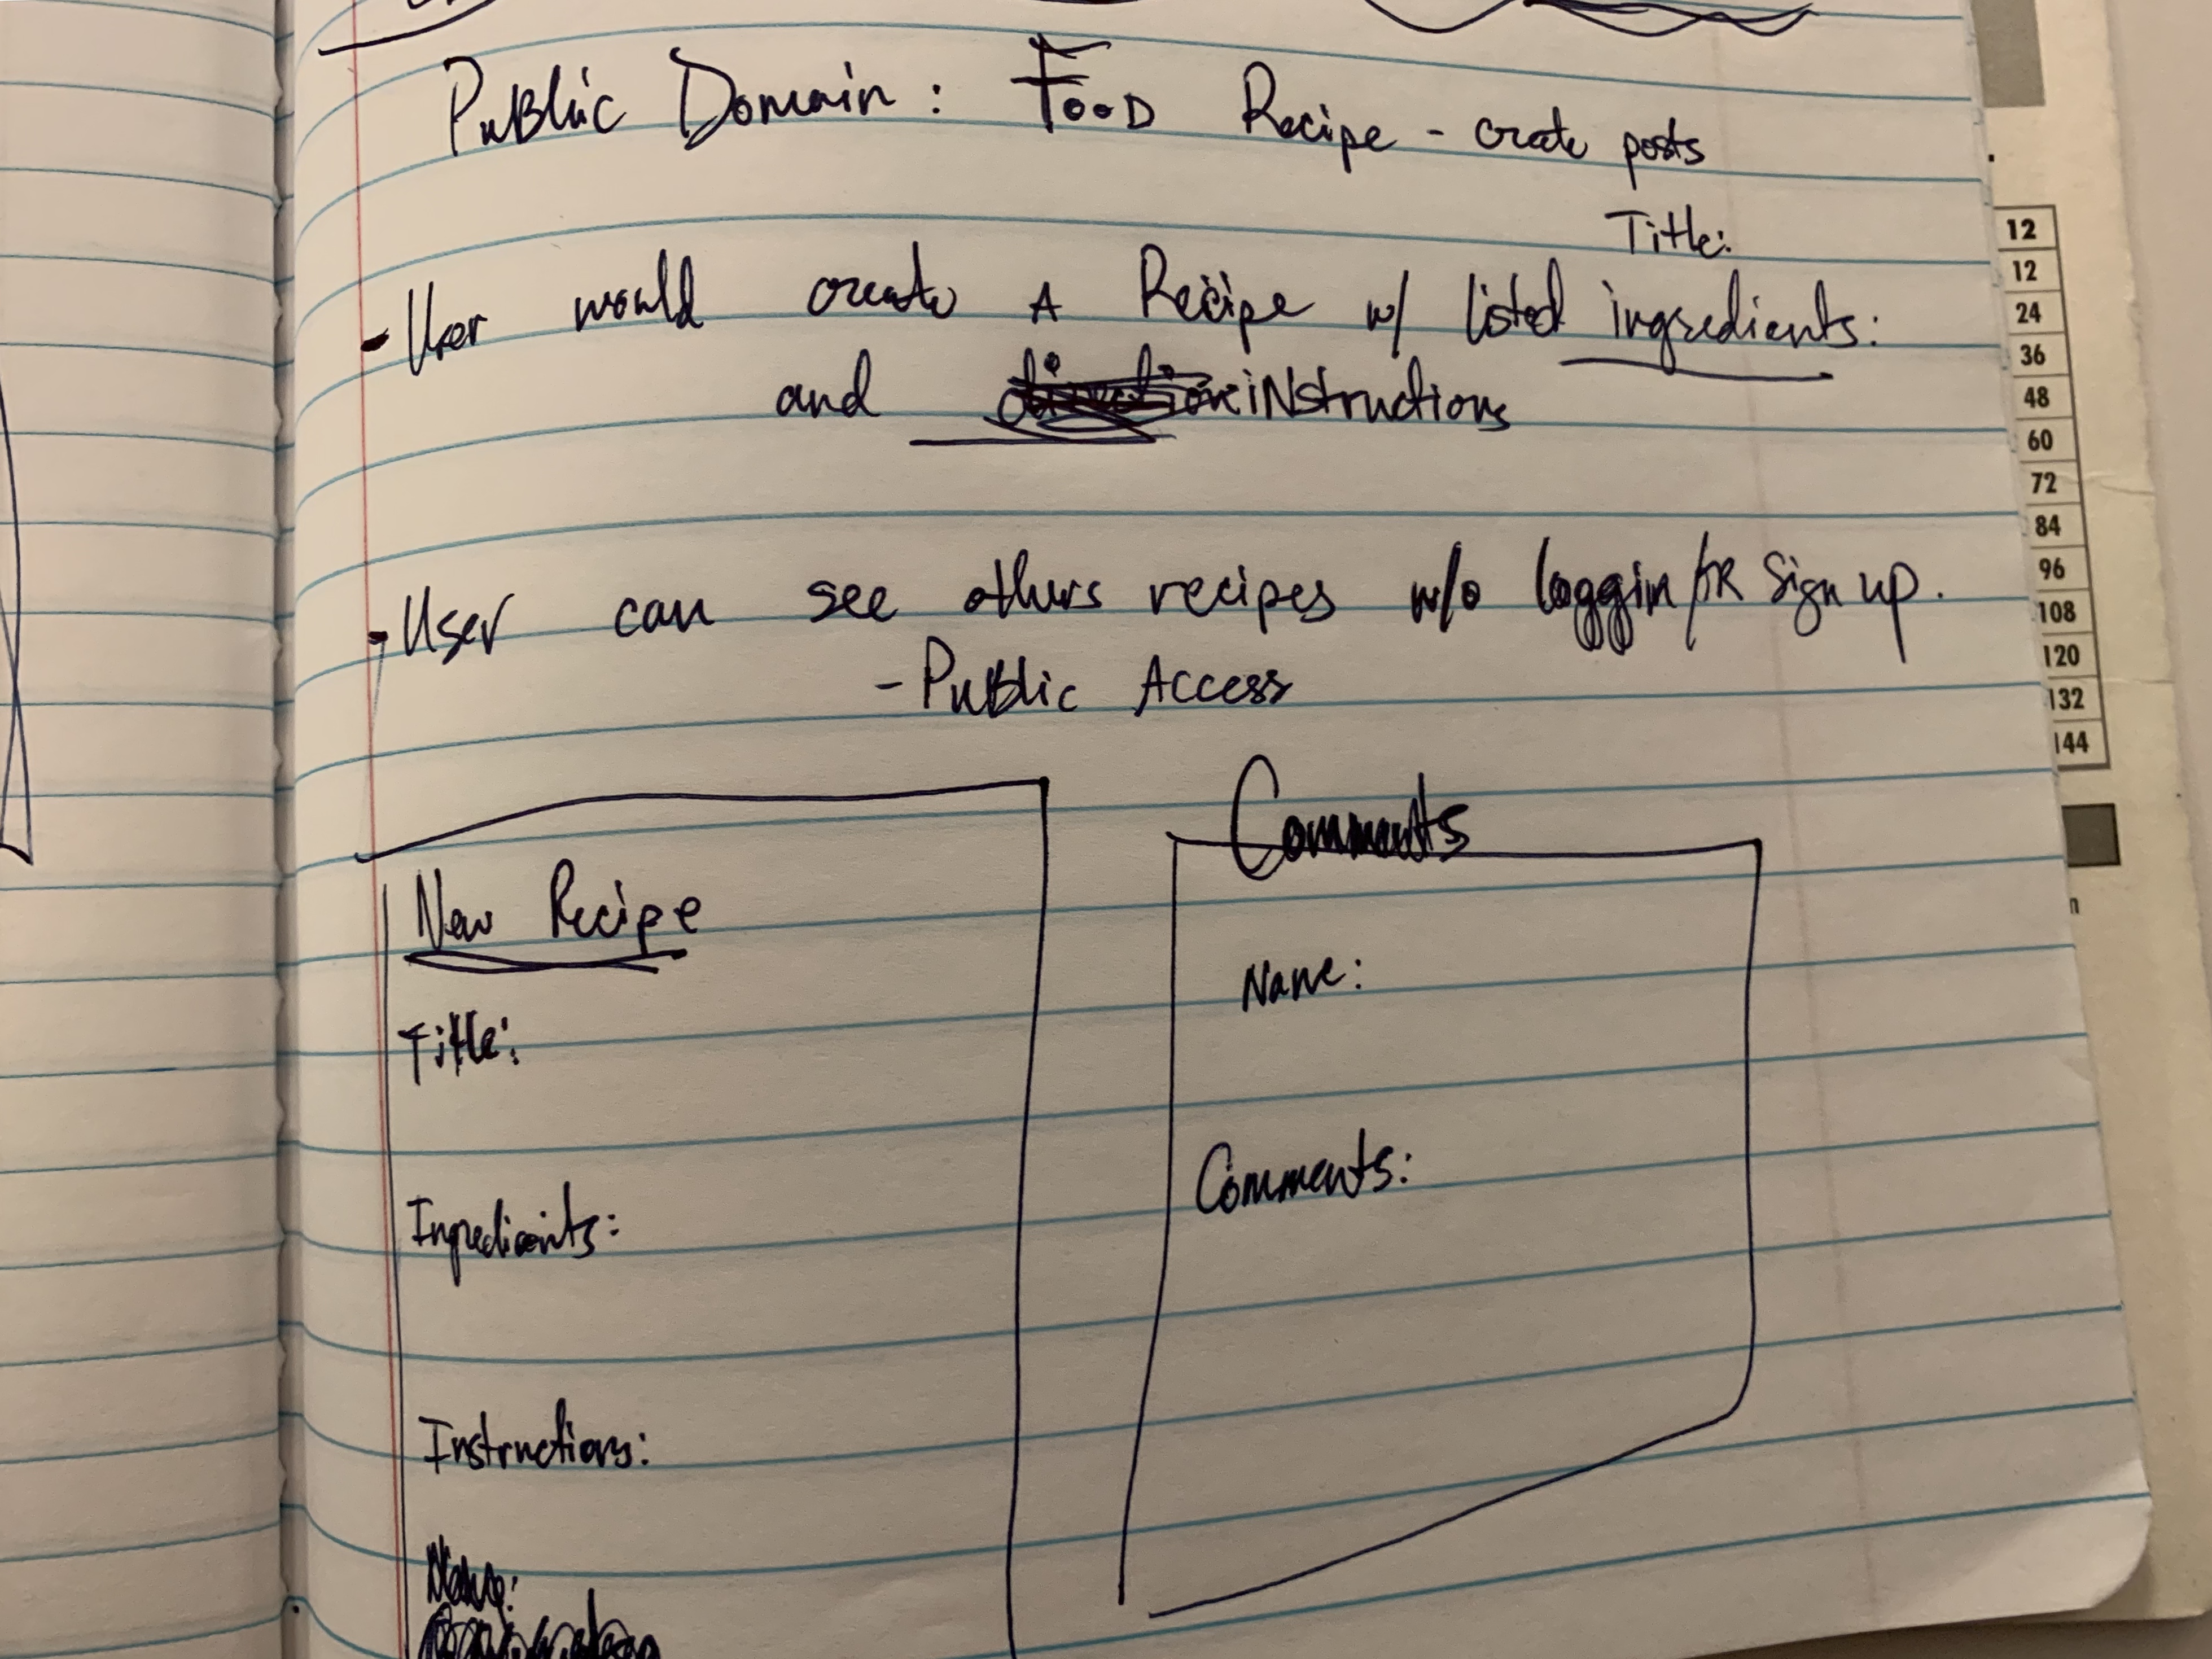 Public Domain: Food Recipe - create posts
Title:
- User would create A Recipe w/ listed ingredients:
and instructions
- User can see others recipes w/o loggin/OR Sign up.
- Public Access
New Recipe
Title:
Ingredients:
Instructions:
Name:
Comments
Name:
Comments:
12
12
24
36
48
60
72
84
96
108
120
132
144
n